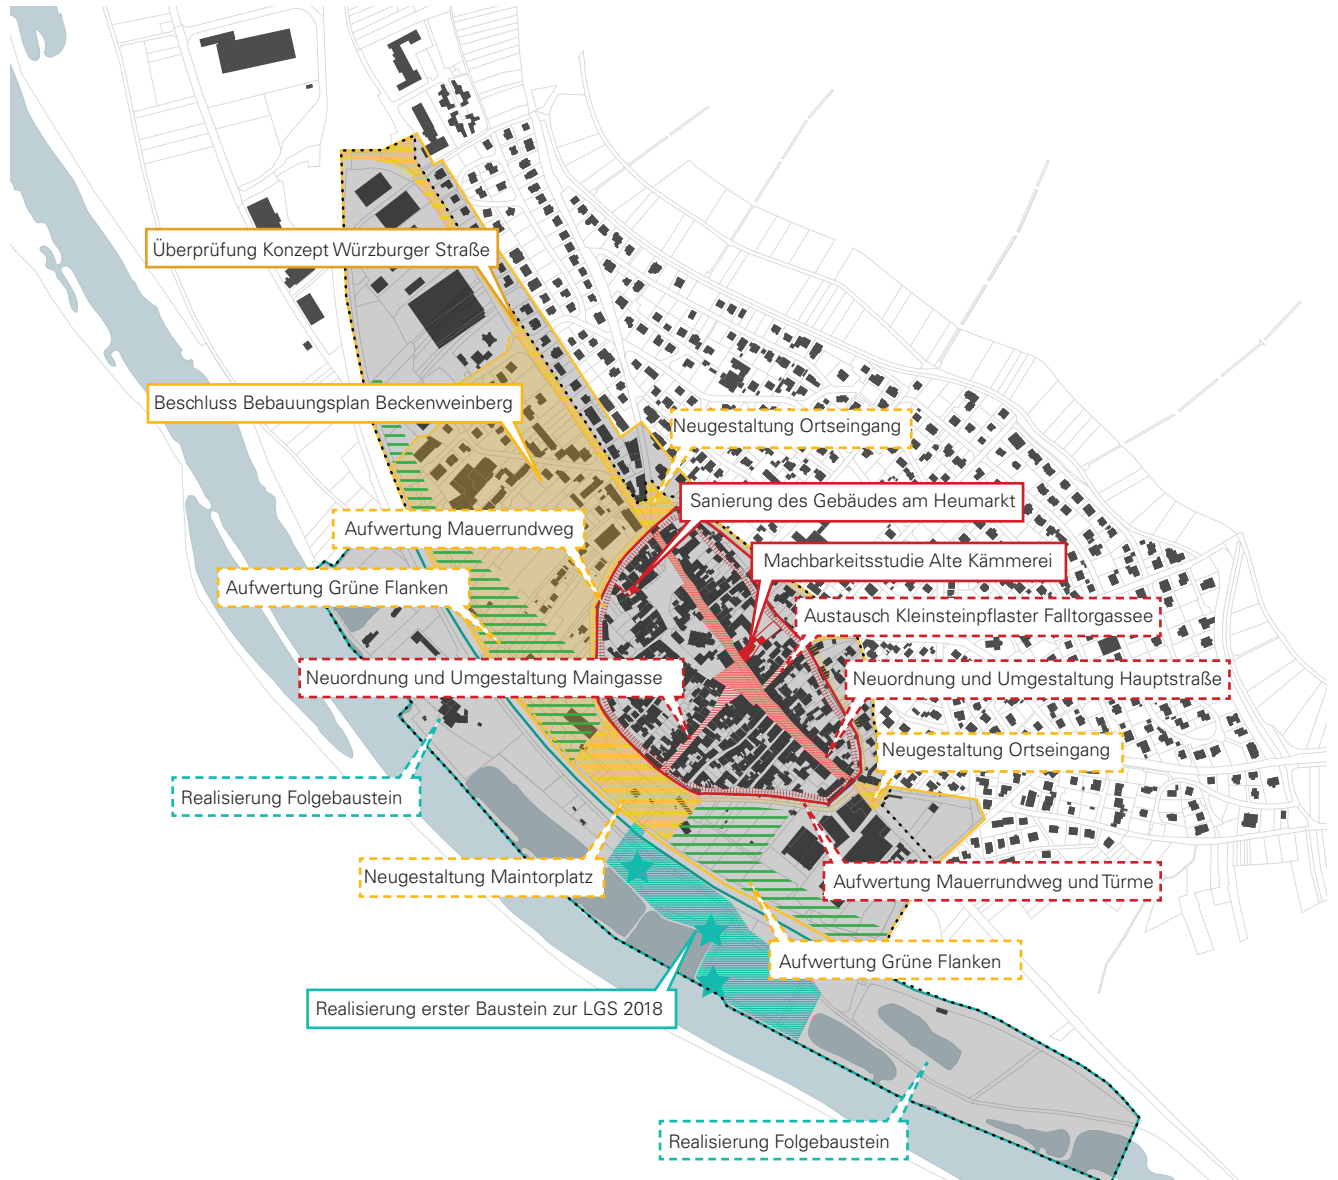 Überprüfung Konzept Würzburger Straße
Beschluss Bebauungsplan Beckenweinberg
Neugestaltung Ortseingang
Sanierung des Gebäudes am Heumarkt
Aufwertung Mauerrundweg
Machbarkeitsstudie Alte Kämmerei
Aufwertung Grüne Flanken
Austausch Kleinsteinpflaster Falltorgassee
Neuordnung und Umgestaltung Maingasse
Neuordnung und Umgestaltung Hauptstraße
Neugestaltung Ortseingang
Realisierung Folgebaustein
Neugestaltung Maintorplatz
Aufwertung Mauerrundweg und Türme
Aufwertung Grüne Flanken
Realisierung erster Baustein zur LGS 2018
Realisierung Folgebaustein